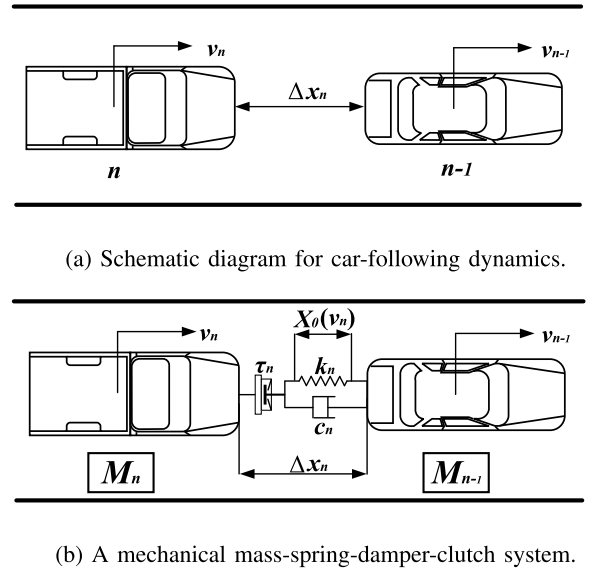 vn
vn-1
Δxn
n
n-1
(a) Schematic diagram for car-following dynamics.
X0(vn)
vn
vn-1
τn
kn
cn
Δxn
Mn
Mn-1
(b) A mechanical mass-spring-damper-clutch system.